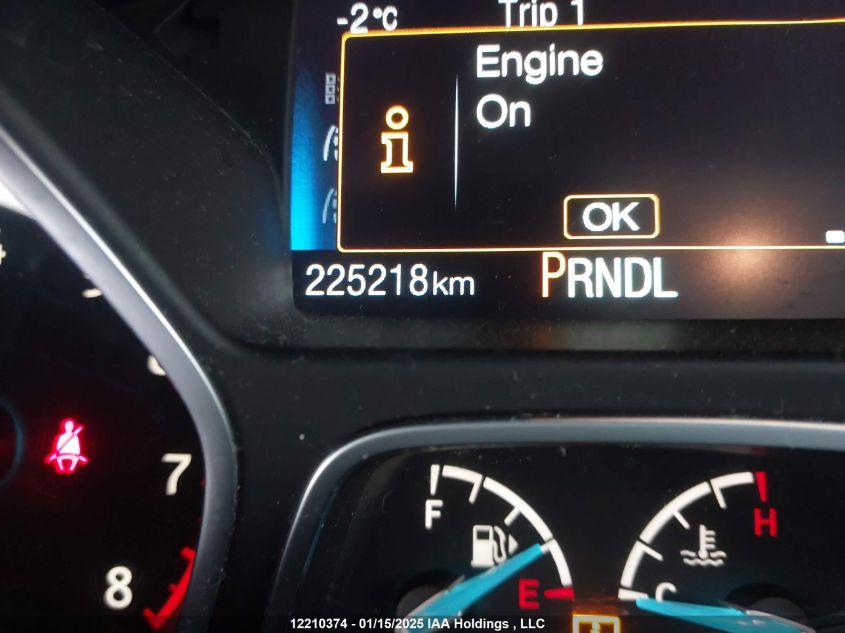 -2°C Trip 1
Engine
On
OK
225218km PRNDL
7
8
F
E
H
C
12210374 - 01/15/2025 IAA Holdings , LLC